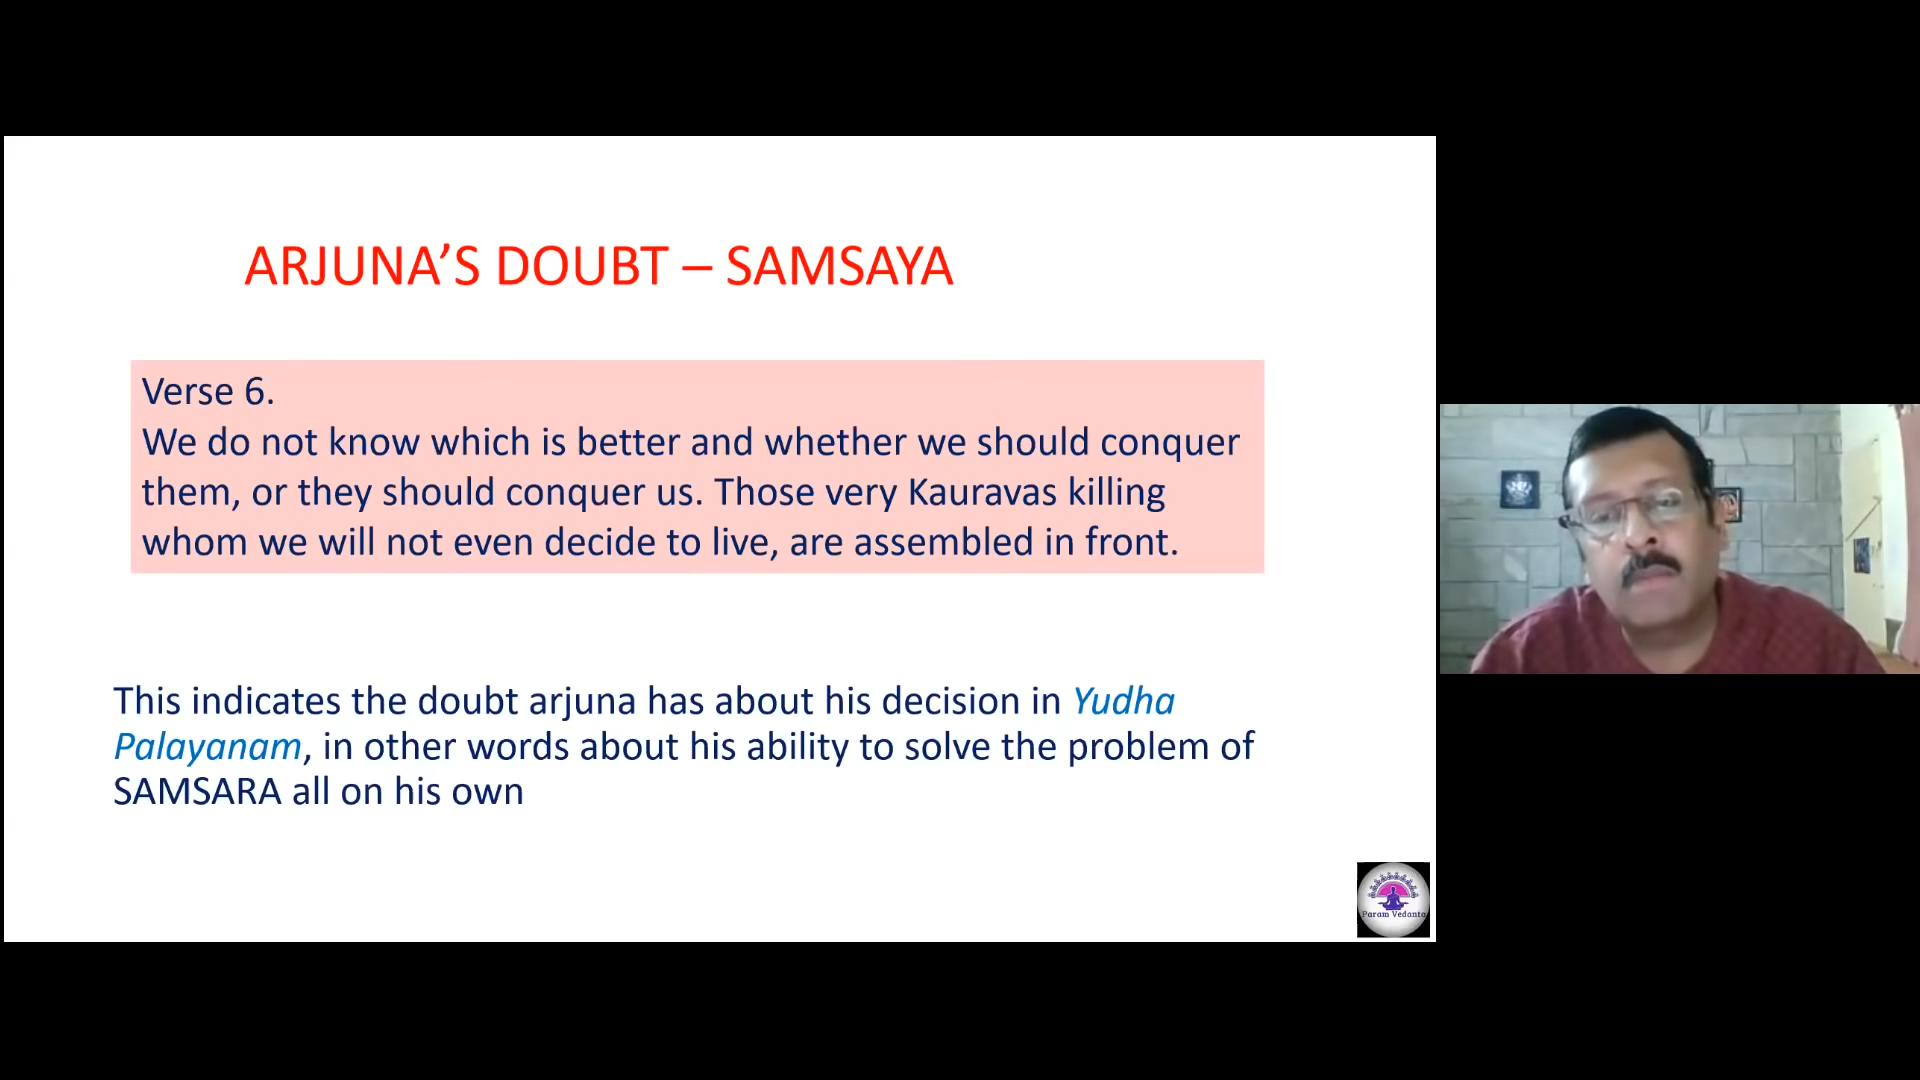 ARJUNA’S DOUBT – SAMSAYA
Verse 6.
We do not know which is better and whether we should conquer
them, or they should conquer us. Those very Kauravas killing
whom we will not even decide to live, are assembled in front.
This indicates the doubt arjuna has about his decision in Yudha
Palayanam, in other words about his ability to solve the problem of
SAMSARA all on his own
Param Vedanta